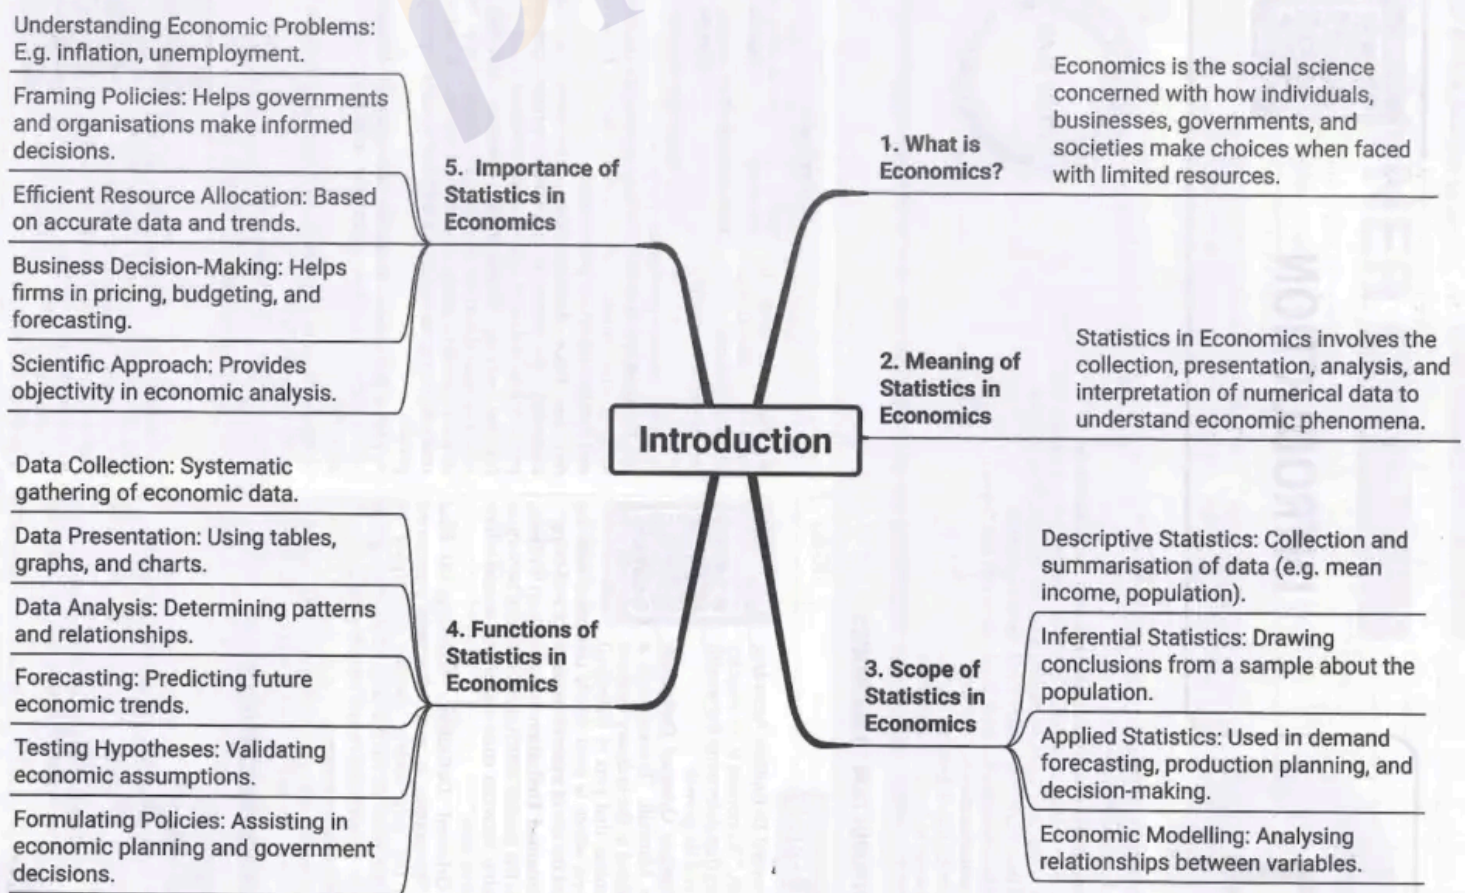 Introduction
1. What is
Economics?
Economics is the social science
concerned with how individuals,
businesses, governments, and
societies make choices when faced
with limited resources.
2. Meaning of
Statistics in
Economics
Statistics in Economics involves the
collection, presentation, analysis, and
interpretation of numerical data to
understand economic phenomena.
3. Scope of
Statistics in
Economics
Descriptive Statistics: Collection and
summarisation of data (e.g. mean
income, population).
Inferential Statistics: Drawing
conclusions from a sample about the
population.
Applied Statistics: Used in demand
forecasting, production planning, and
decision-making.
Economic Modelling: Analysing
relationships between variables.
4. Functions of
Statistics in
Economics
Data Collection: Systematic
gathering of economic data.
Data Presentation: Using tables,
graphs, and charts.
Data Analysis: Determining patterns
and relationships.
Forecasting: Predicting future
economic trends.
Testing Hypotheses: Validating
economic assumptions.
Formulating Policies: Assisting in
economic planning and government
decisions.
5. Importance of
Statistics in
Economics
Understanding Economic Problems:
E.g. inflation, unemployment.
Framing Policies: Helps governments
and organisations make informed
decisions.
Efficient Resource Allocation: Based
on accurate data and trends.
Business Decision-Making: Helps
firms in pricing, budgeting, and
forecasting.
Scientific Approach: Provides
objectivity in economic analysis.